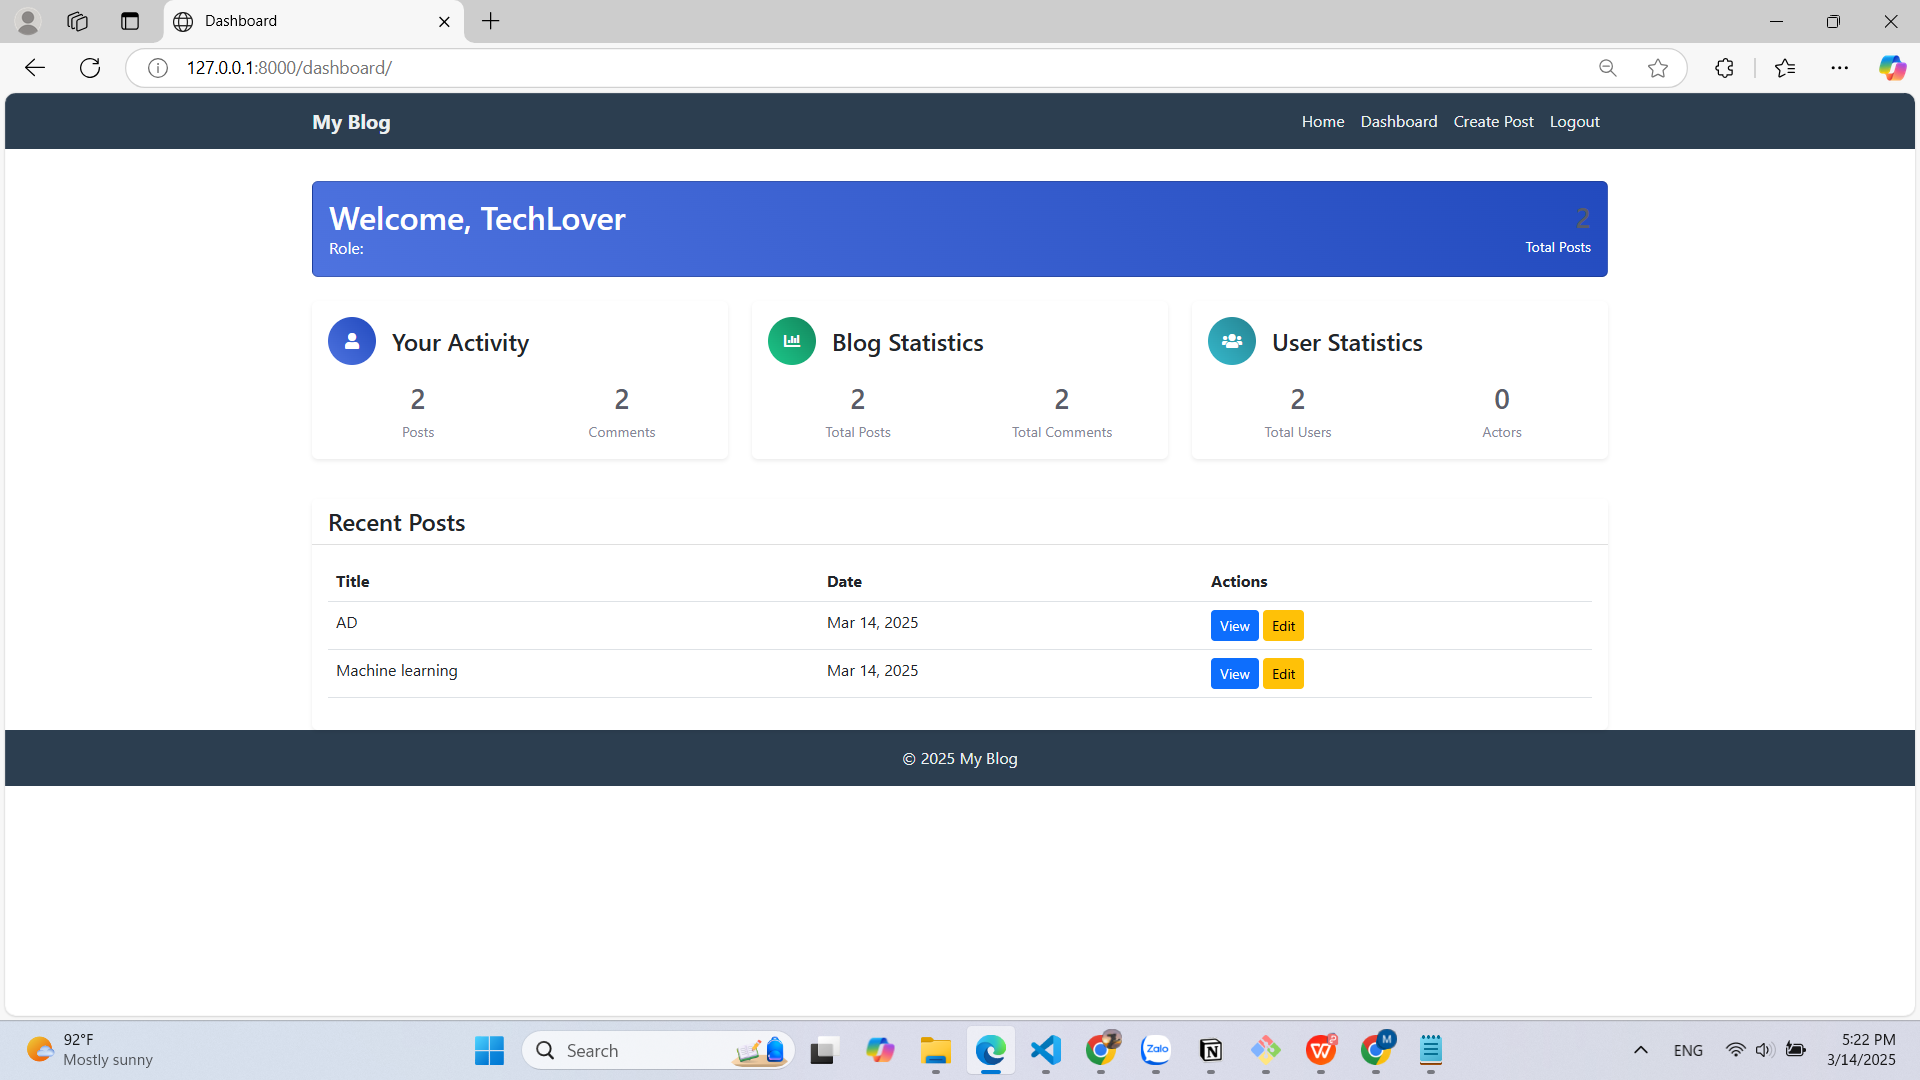 Dashboard
127.0.0.1:8000/dashboard/
My Blog
Home Dashboard Create Post Logout
Welcome, TechLover
2
Role:
Total Posts
Your Activity
2 2
Posts Comments
Blog Statistics
2 2
Total Posts Total Comments
User Statistics
2 0
Total Users Actors
Recent Posts
Title Date Actions
AD Mar 14, 2025 View Edit
Machine learning Mar 14, 2025 View Edit
© 2025 My Blog
92°F
Mostly sunny
Search
Zalo
M
ENG
5:22 PM
3/14/2025